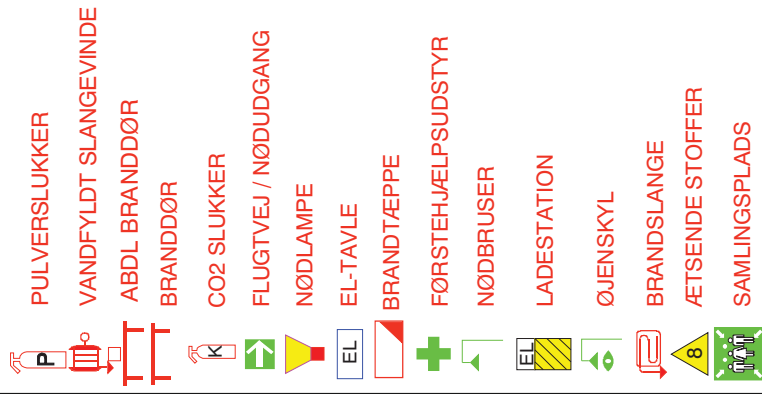 P PULVERSLUKKER
VANDFYLDT SLANGEVINDE
ABDL BRANDDØR
BRANDDØR
K CO2 SLUKKER
FLUGTVEJ / NØDUDGANG
NØDLAMPE
EL EL-TAVLE
BRANDTÆPPE
FØRSTEHJÆLPSUDSTYR
NØDBRUSER
EL LADESTATION
ØJENSKYL
BRANDSLANGE
8 ÆTSENDE STOFFER
SAMLINGSPLADS